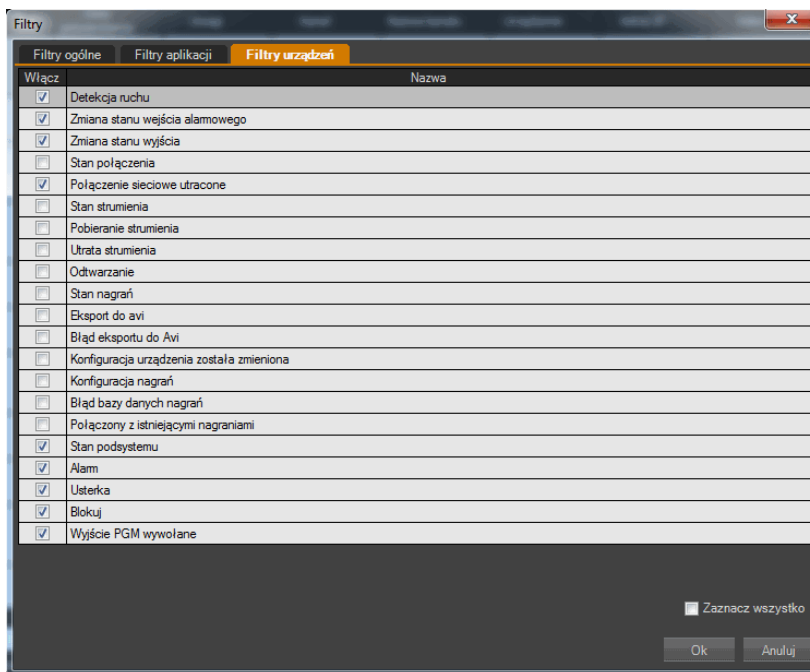 Filtry
Filtry ogólne Filtry aplikacji Filtry urządzeń
Włącz Nazwa
Detekcja ruchu
Zmiana stanu wejścia alarmowego
Zmiana stanu wyjścia
Stan połączenia
Połączenie sieciowe utracone
Stan strumienia
Pobieranie strumienia
Utrata strumienia
Odtwarzanie
Stan nagrań
Eksport do avi
Błąd eksportu do Avi
Konfiguracja urządzenia została zmieniona
Konfiguracja nagrań
Błąd bazy danych nagrań
Połączony z istniejącymi nagraniami
Stan podsystemu
Alarm
Usterka
Blokuj
Wyjście PGM wywołane
Zaznacz wszystko
Ok Anuluj